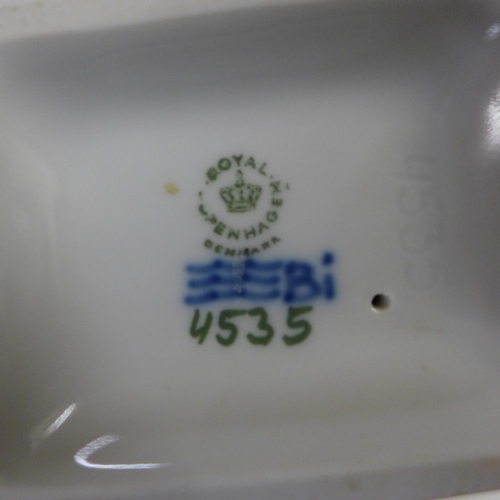 ROYAL
COPENHAGEN
DENMARK
Bi
4535